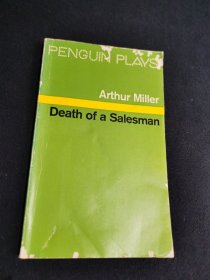 PENGUIN PLAYS
Arthur Miller
Death of a Salesman